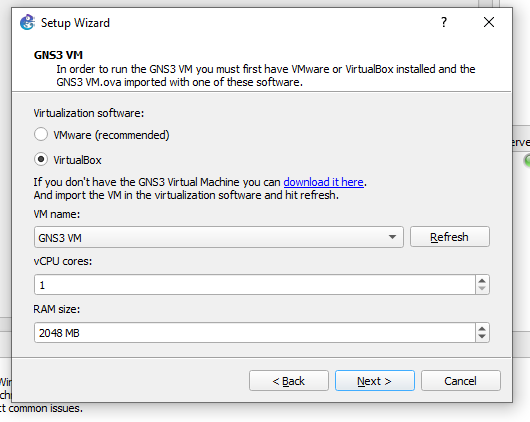 Setup Wizard
GNS3 VM
In order to run the GNS3 VM you must first have VMware or VirtualBox installed and the
GNS3 VM.ova imported with one of these software.
Virtualization software:
VMware (recommended)
VirtualBox
If you don't have the GNS3 Virtual Machine you can download it here.
And import the VM in the virtualization software and hit refresh.
VM name:
GNS3 VM
Refresh
vCPU cores:
1
RAM size:
2048 MB
< Back
Next >
Cancel
ct common issues.